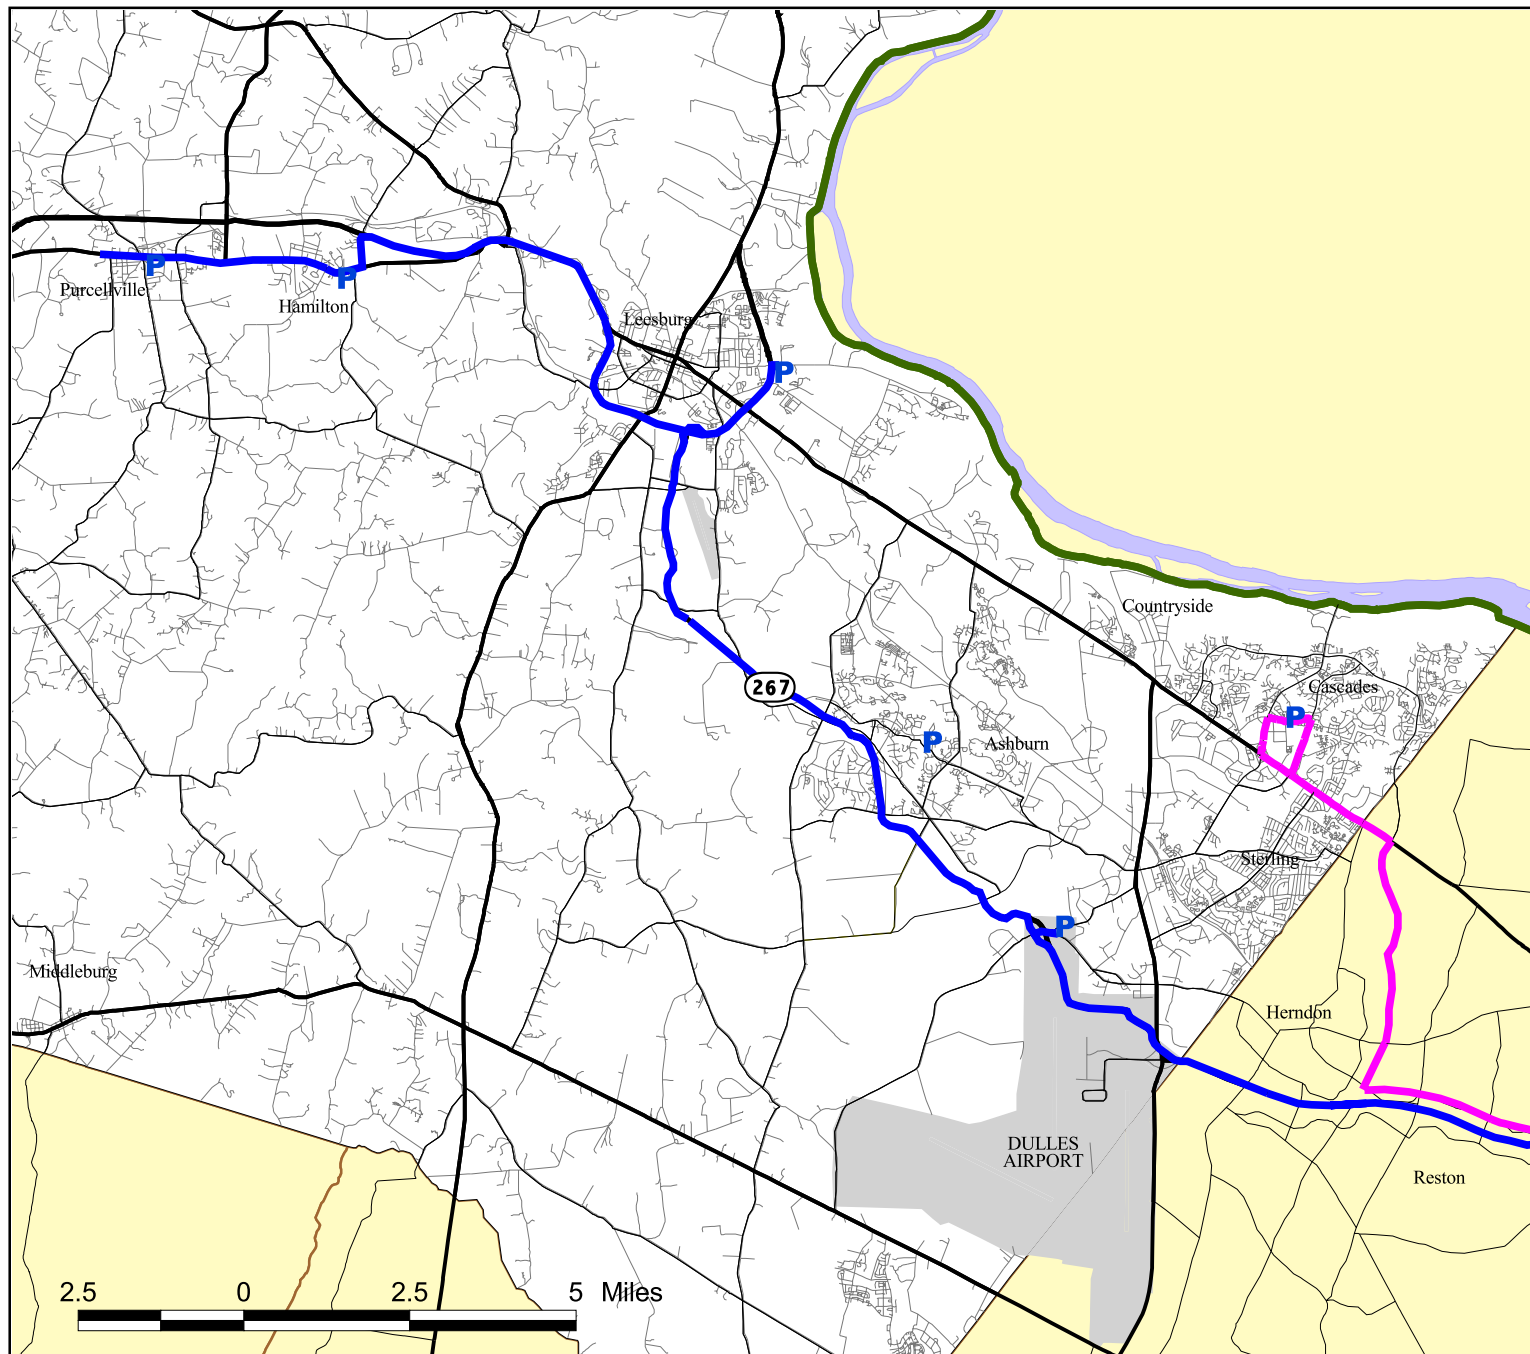 P
Purcellville
P
Hamilton
Leesburg
P
Countryside
267
Cascades
P
P
Ashburn
Sterling
P
Middleburg
Herndon
DULLES
AIRPORT
Reston
2.5 0 2.5 5 Miles